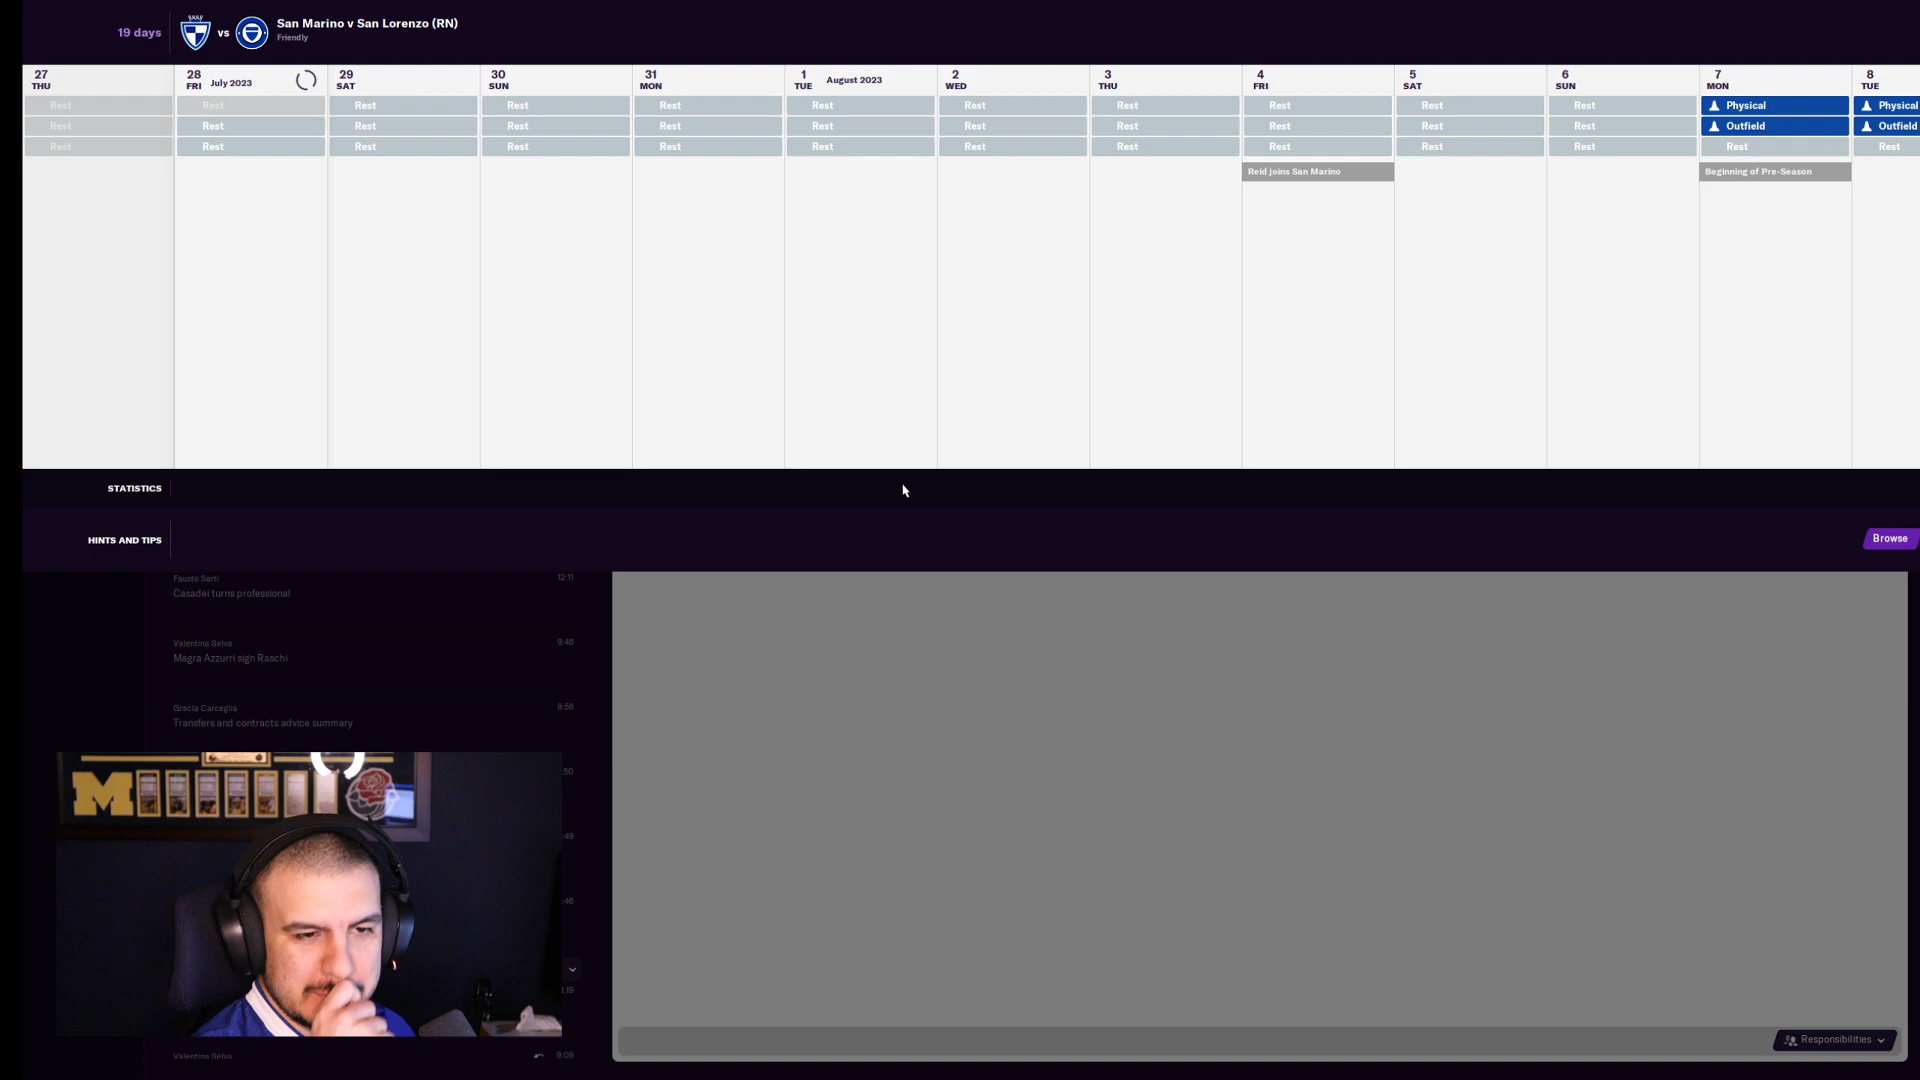 19 days
vs
San Marino v San Lorenzo (RN)
Friendly
27
THU
28
FRI July 2023
29
SAT
30
SUN
31
MON
1
TUE August 2023
2
WED
3
THU
4
FRI
5
SAT
6
SUN
7
MON
8
TUE
Rest Rest Rest Rest Rest Rest Rest Rest Rest Rest Rest Physical Physical
Rest Rest Rest Rest Rest Rest Rest Rest Rest Rest Rest Outfield Outfield
Rest Rest Rest Rest Rest Rest Rest Rest Rest Rest Rest Rest Rest
Reid joins San Marino
Beginning of Pre-Season
STATISTICS
HINTS AND TIPS
Browse
Fausto Sarti 12:11
Casadei turns professional
Valentina Selva 9:46
Magra Azzurri sign Raschi
Gracia Carceglia 8:56
Transfers and contracts advice summary
:50
M
:49
:46
1:19
Responsibilities
Valentina Selva 9:09